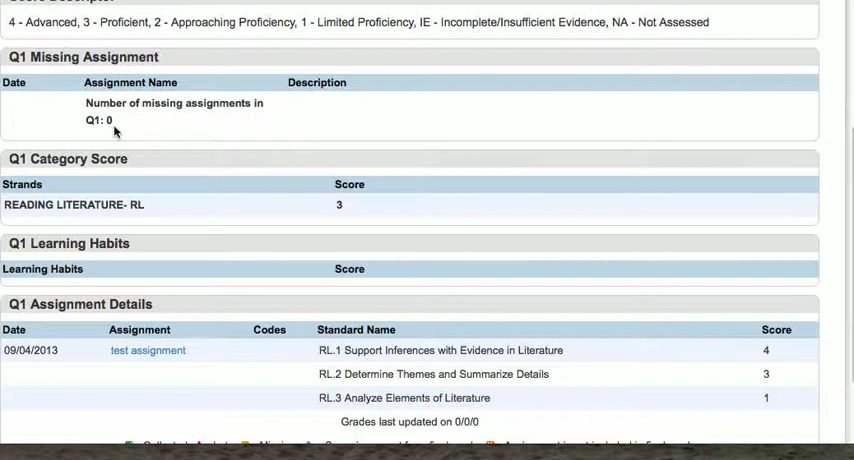 4 - Advanced, 3 - Proficient, 2 - Approaching Proficiency, 1 - Limited Proficiency, IE - Incomplete/Insufficient Evidence, NA - Not Assessed
Q1 Missing Assignment
Date Assignment Name Description
Number of missing assignments in
Q1: 0
Q1 Category Score
Strands Score
READING LITERATURE- RL 3
Q1 Learning Habits
Learning Habits Score
Q1 Assignment Details
Date Assignment Codes Standard Name Score
09/04/2013 test assignment RL.1 Support Inferences with Evidence in Literature 4
RL.2 Determine Themes and Summarize Details 3
RL.3 Analyze Elements of Literature 1
Grades last updated on 0/0/0